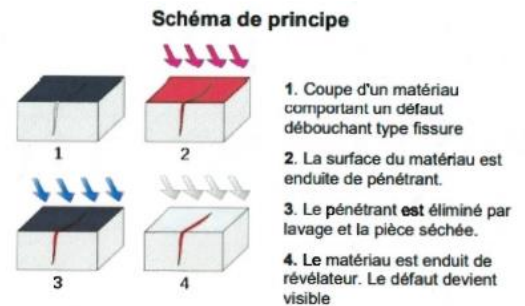 Schéma de principe
1
2
3
4
1. Coupe d'un matériau
comportant un défaut
débouchant type fissure
2. La surface du matériau est
enduite de pénétrant.
3. Le pénétrant est éliminé par
lavage et la pièce séchée.
4. Le matériau est enduit de
révélateur. Le défaut devient
visible